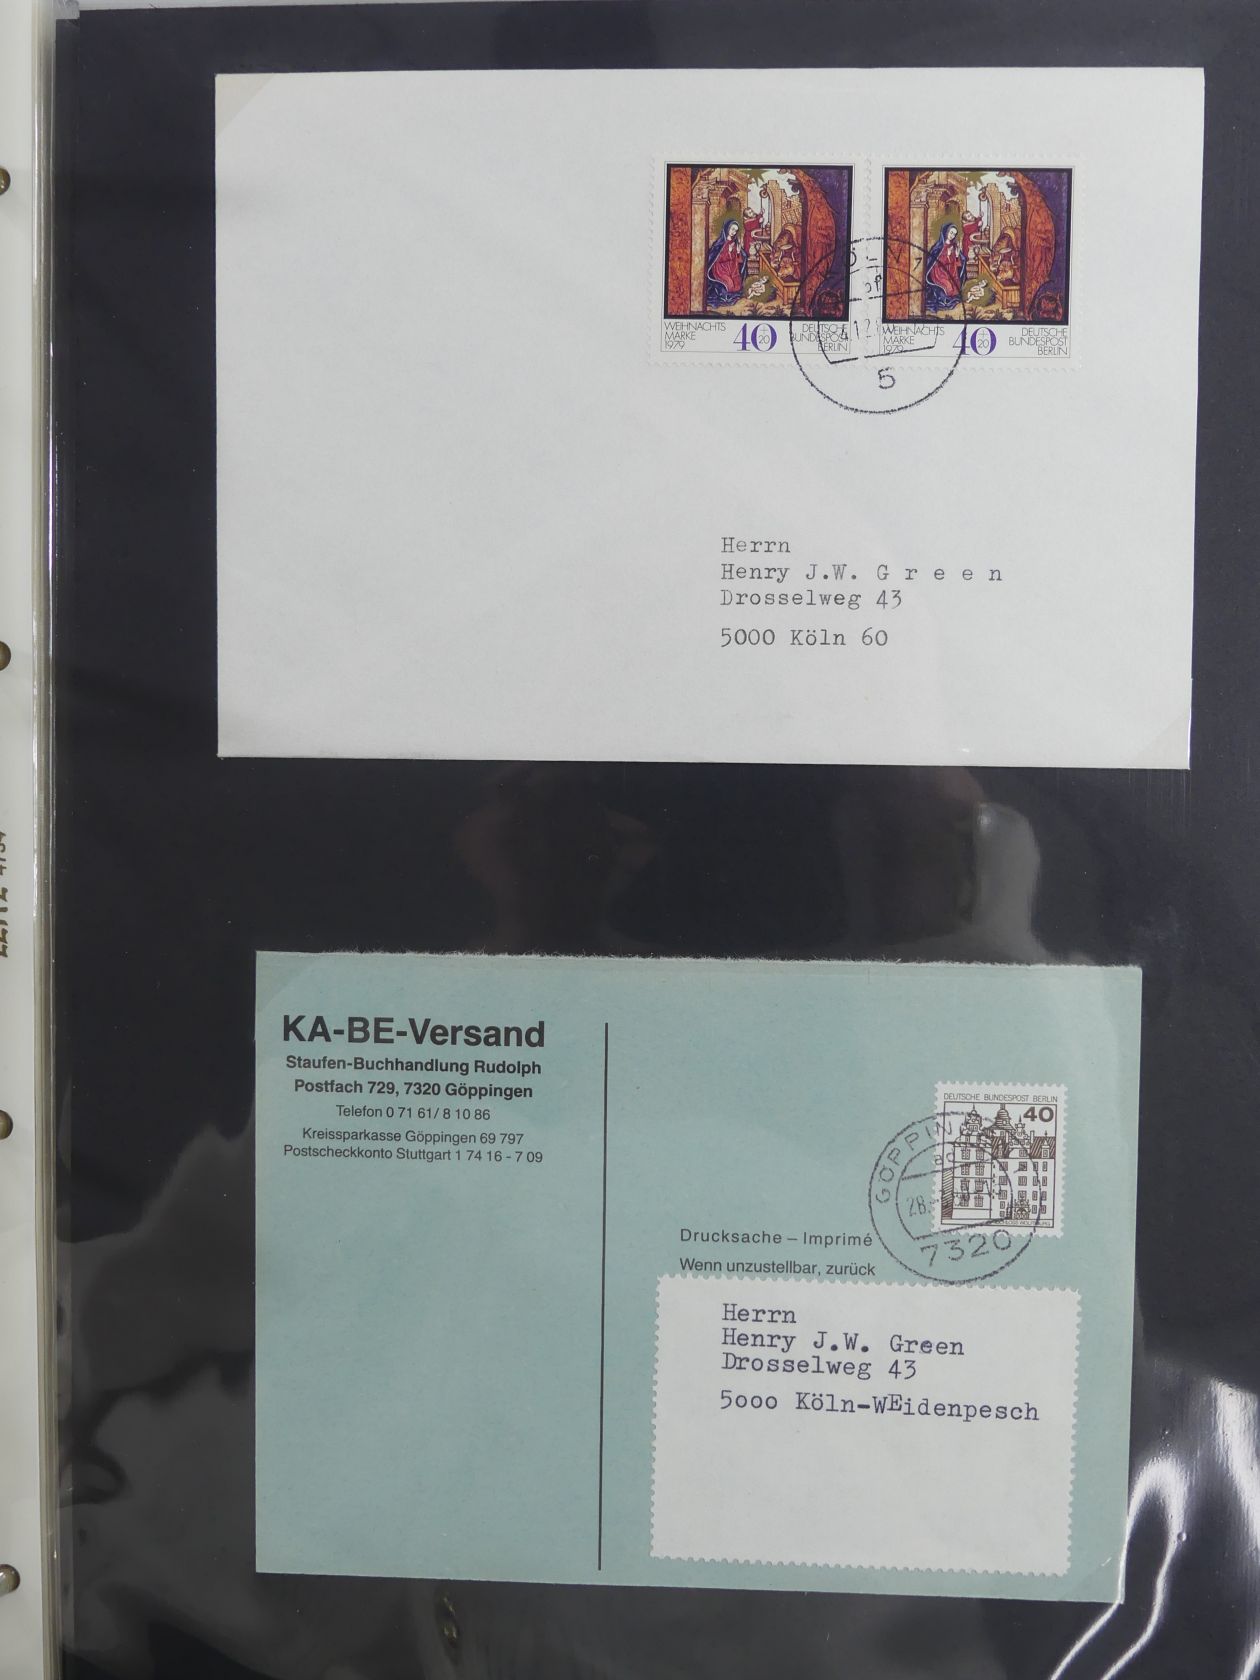 WEIHNACHTS
MARKE
1979
40
+
20
DEUTSCHE
BUNDESPOST
BERLIN
WEIHNACHTS
MARKE
1979
40
+
20
DEUTSCHE
BUNDESPOST
BERLIN
5
Herrn
Henry J.W. G r e e n
Drosselweg 43
5000 Köln 60
KA-BE-Versand
Staufen-Buchhandlung Rudolph
Postfach 729, 7320 Göppingen
Telefon 0 71 61/ 8 10 86
Kreissparkasse Göppingen 69 797
Postscheckkonto Stuttgart 1 74 16 - 7 09
DEUTSCHE BUNDESPOST BERLIN
40
7320
Drucksache – Imprimé
Wenn unzustellbar, zurück
Herrn
Henry J.W. Green
Drosselweg 43
5000 Köln-WEidenpesch